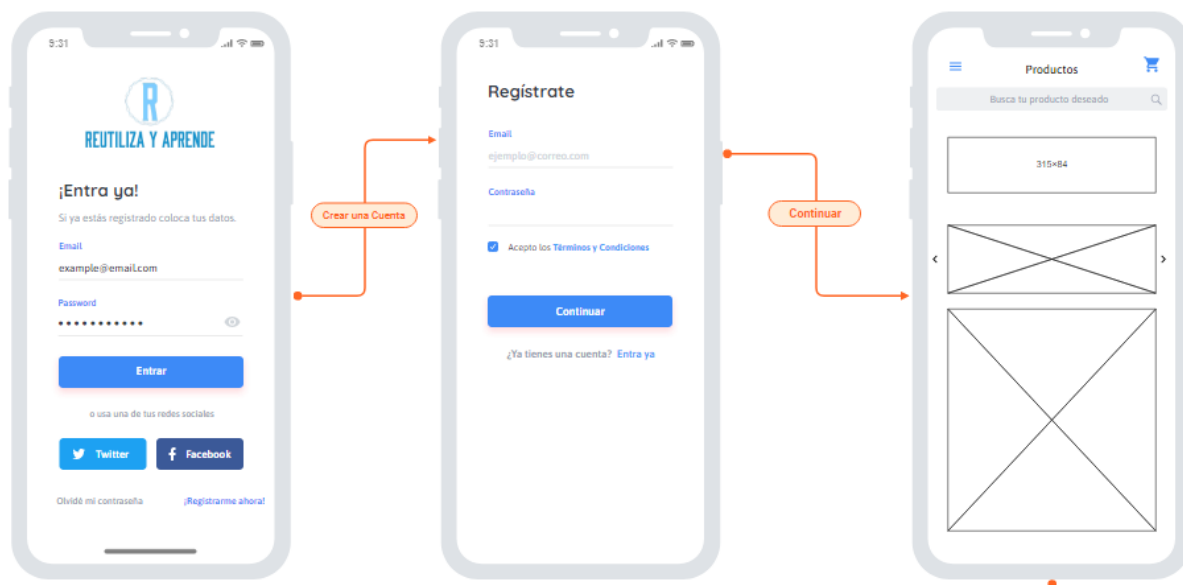 9:31
R
REUTILIZA Y APRENDE
¡Entra ya!
Si ya estás registrado coloca tus datos.
Email
example@email.com
Password
Entrar
o usa una de tus redes sociales
Twitter
Facebook
Olvidé mi contraseña
¡Registrarme ahora!
Crear una Cuenta
9:31
Regístrate
Email
ejemplo@correo.com
Contraseña
Acepto los Términos y Condiciones
Continuar
¿Ya tienes una cuenta? Entra ya
Continuar
Productos
Busca tu producto deseado
315×84